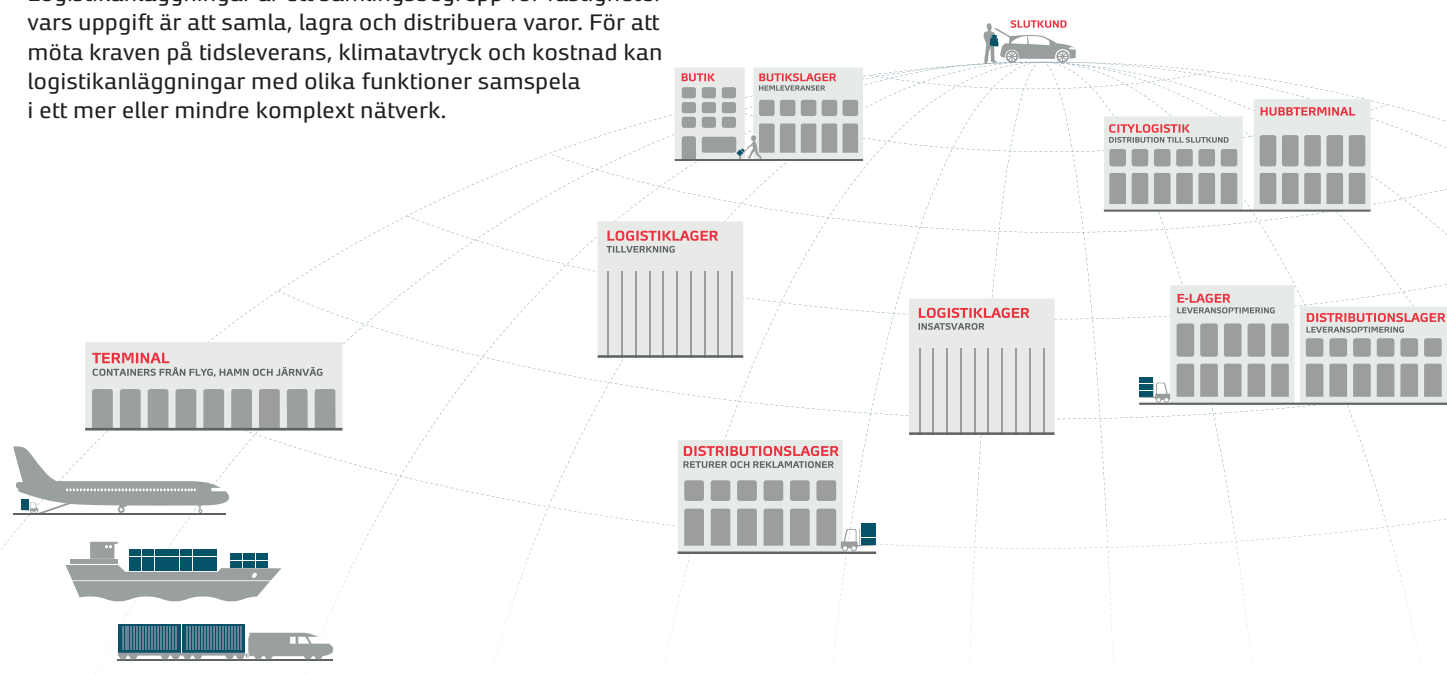 vars uppgift är att samla, lagra och distribuera varor. För att
möta kraven på tidsleverans, klimatavtryck och kostnad kan
logistikanläggningar med olika funktioner samspela
i ett mer eller mindre komplext nätverk.
SLUTKUND
BUTIK
BUTIKSLAGER
HEMLEVERANSER
CITYLOGISTIK
DISTRIBUTION TILL SLUTKUND
HUBBTERMINAL
LOGISTIKLAGER
TILLVERKNING
LOGISTIKLAGER
INSATSVAROR
E-LAGER
LEVERANSOPTIMERING
DISTRIBUTIONSLAGER
LEVERANSOPTIMERING
TERMINAL
CONTAINERS FRÅN FLYG, HAMN OCH JÄRNVÄG
DISTRIBUTIONSLAGER
RETURER OCH REKLAMATIONER